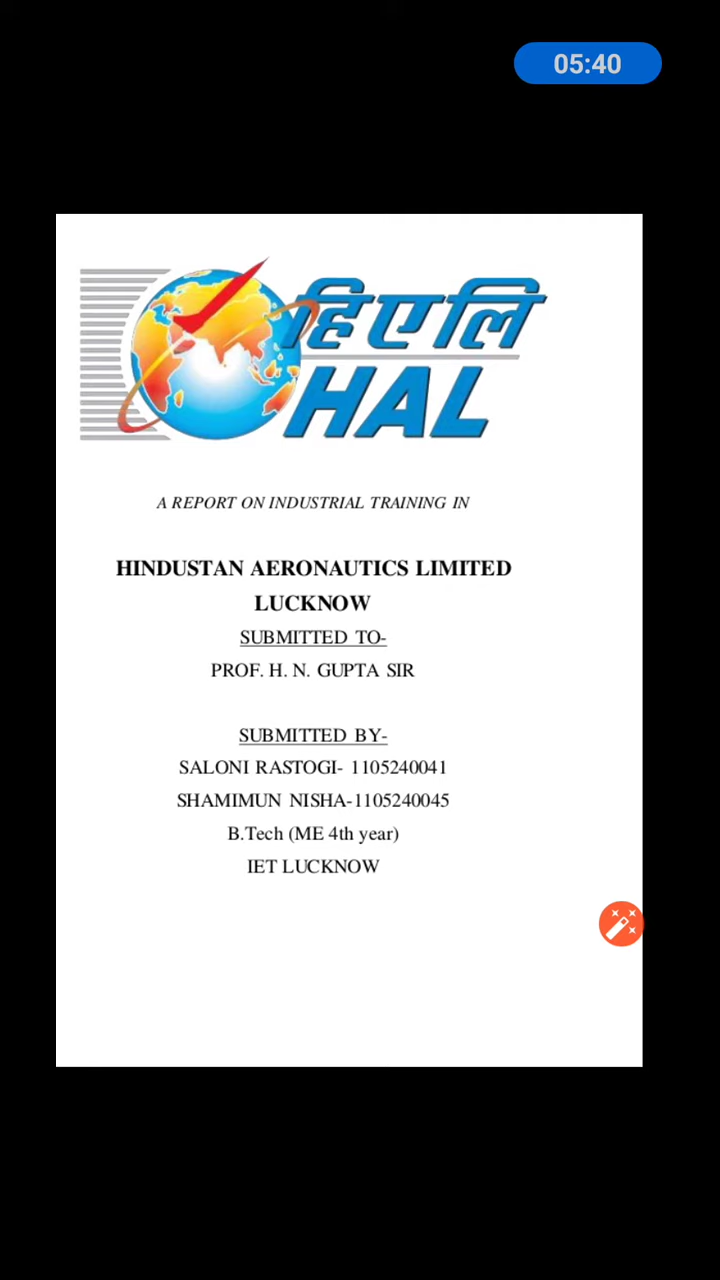 05:40
हिएलि
HAL
A REPORT ON INDUSTRIAL TRAINING IN
HINDUSTAN AERONAUTICS LIMITED
LUCKNOW
SUBMITTED TO-
PROF. H. N. GUPTA SIR
SUBMITTED BY-
SALONI RASTOGI- 1105240041
SHAMIMUN NISHA-1105240045
B.Tech (ME 4th year)
IET LUCKNOW